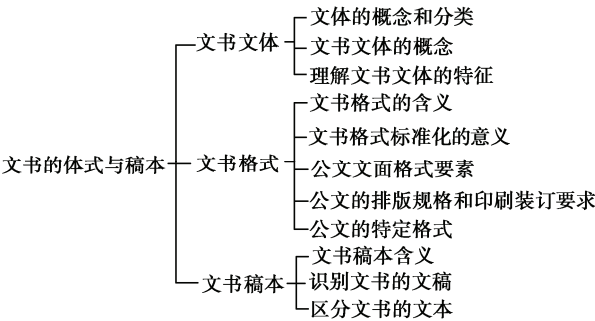 文书的体式与稿本
文书文体
文体的概念和分类
文书文体的概念
理解文书文体的特征
文书格式
文书格式的含义
文书格式标准化的意义
公文文面格式要素
公文的排版规格和印刷装订要求
公文的特定格式
文书稿本
文书稿本含义
识别文书的文稿
区分文书的文本